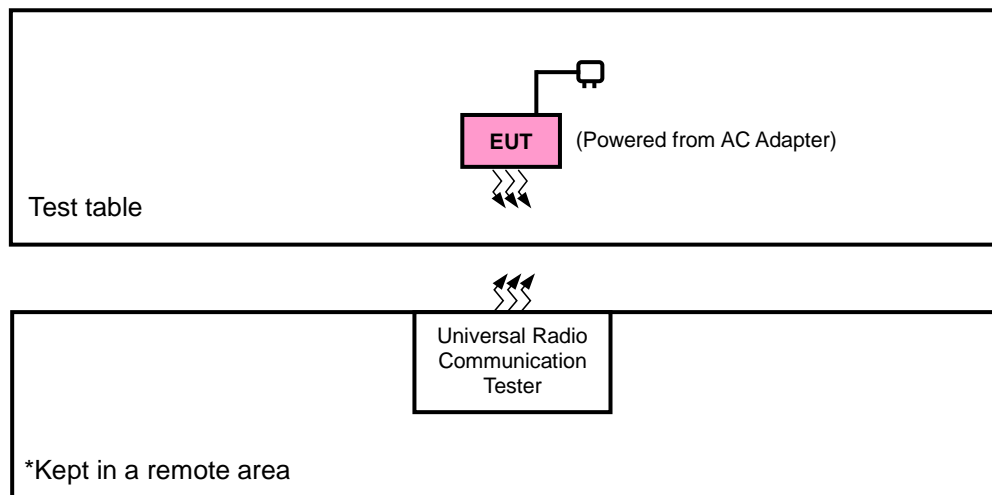 EUT
(Powered from AC Adapter)
Test table
Universal Radio
Communication
Tester
*Kept in a remote area